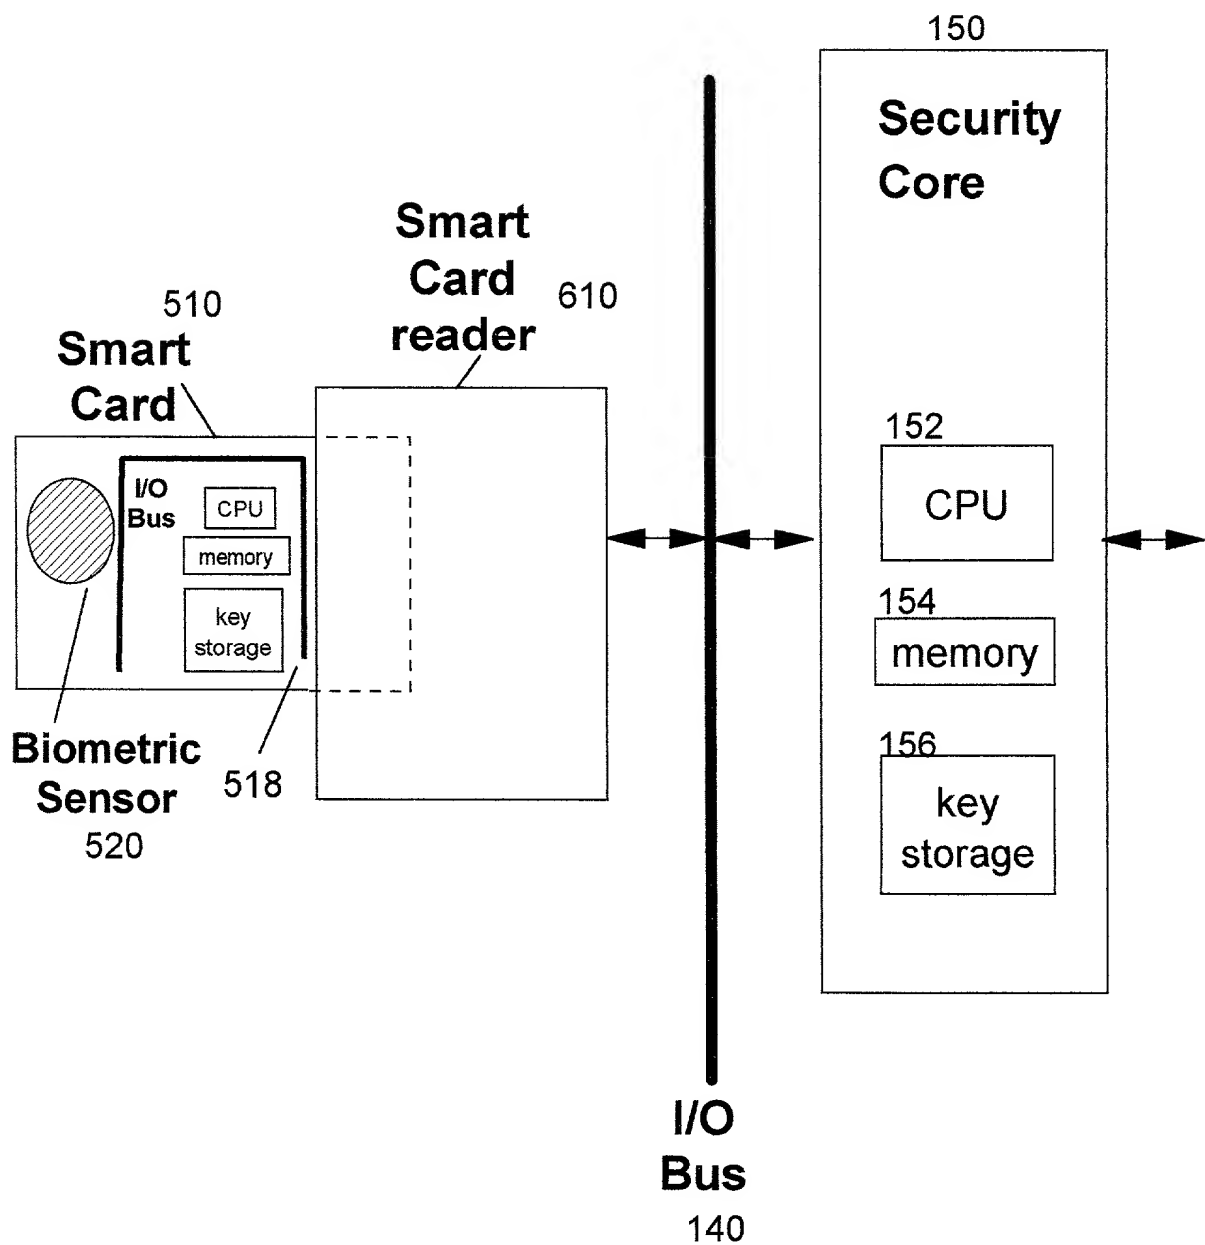 150
Security
Core
Smart
Card
reader
610
510
Smart
Card
I/O
Bus
CPU
memory
key
storage
152
CPU
154
memory
156
key
storage
Biometric
Sensor
520
518
I/O
Bus
140